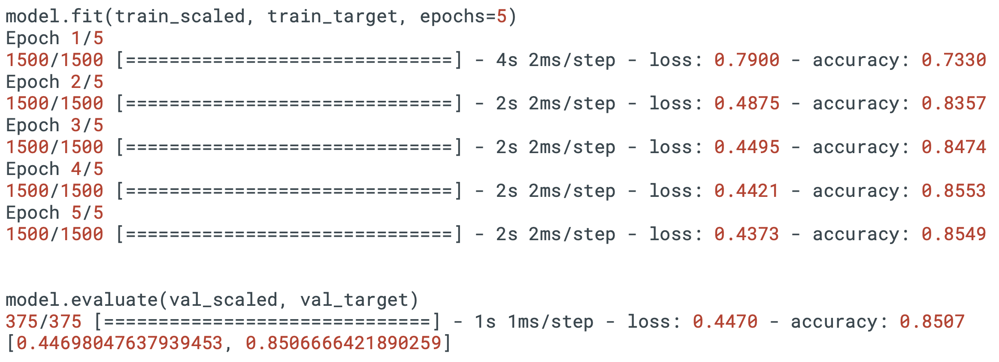 model.fit(train_scaled, train_target, epochs=5)
Epoch 1/5
1500/1500 [==============================] - 4s 2ms/step - loss: 0.7900 - accuracy: 0.7330
Epoch 2/5
1500/1500 [==============================] - 2s 2ms/step - loss: 0.4875 - accuracy: 0.8357
Epoch 3/5
1500/1500 [==============================] - 2s 2ms/step - loss: 0.4495 - accuracy: 0.8474
Epoch 4/5
1500/1500 [==============================] - 2s 2ms/step - loss: 0.4421 - accuracy: 0.8553
Epoch 5/5
1500/1500 [==============================] - 2s 2ms/step - loss: 0.4373 - accuracy: 0.8549
model.evaluate(val_scaled, val_target)
375/375 [==============================] - 1s 1ms/step - loss: 0.4470 - accuracy: 0.8507
[0.44698047637939453, 0.8506666421890259]